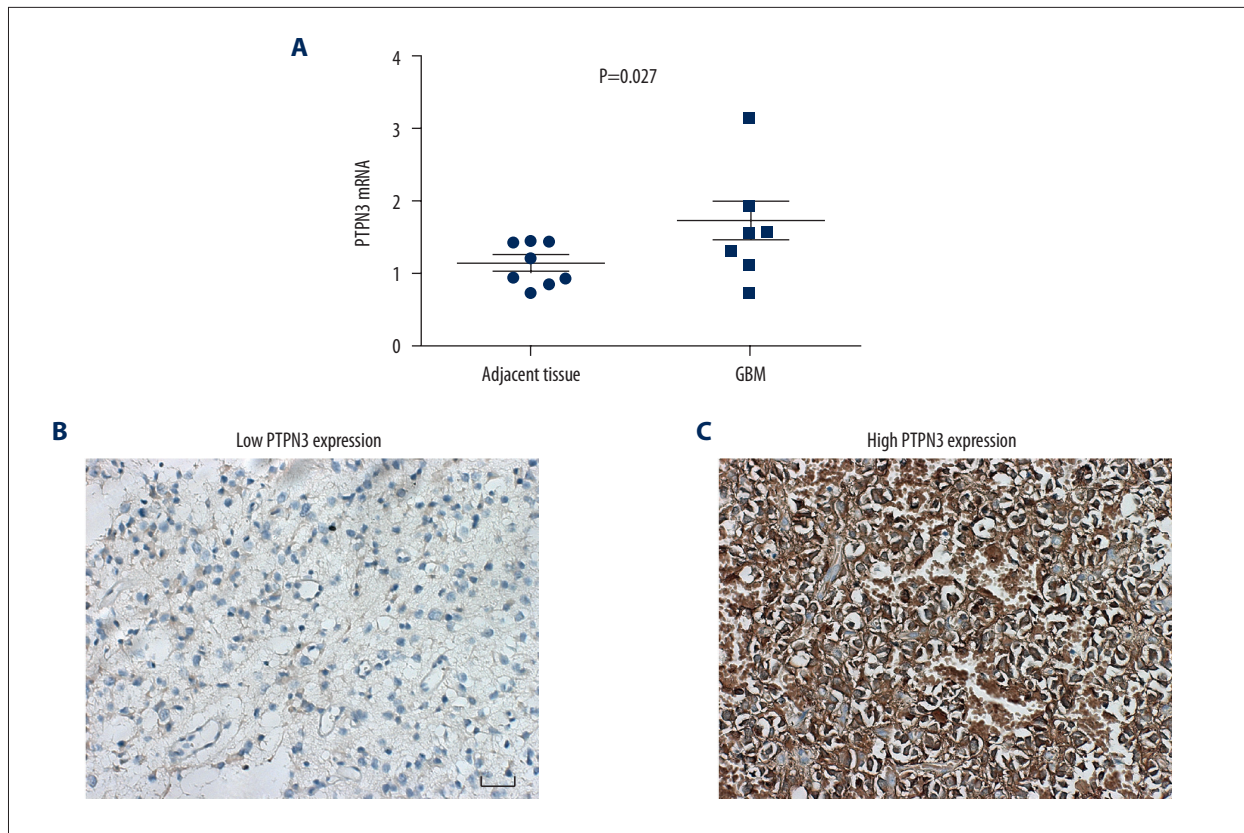 A
P=0.027
4
3
2
1
0
PTPN3 mRNA
Adjacent tissue
GBM
B
Low PTPN3 expression
C
High PTPN3 expression